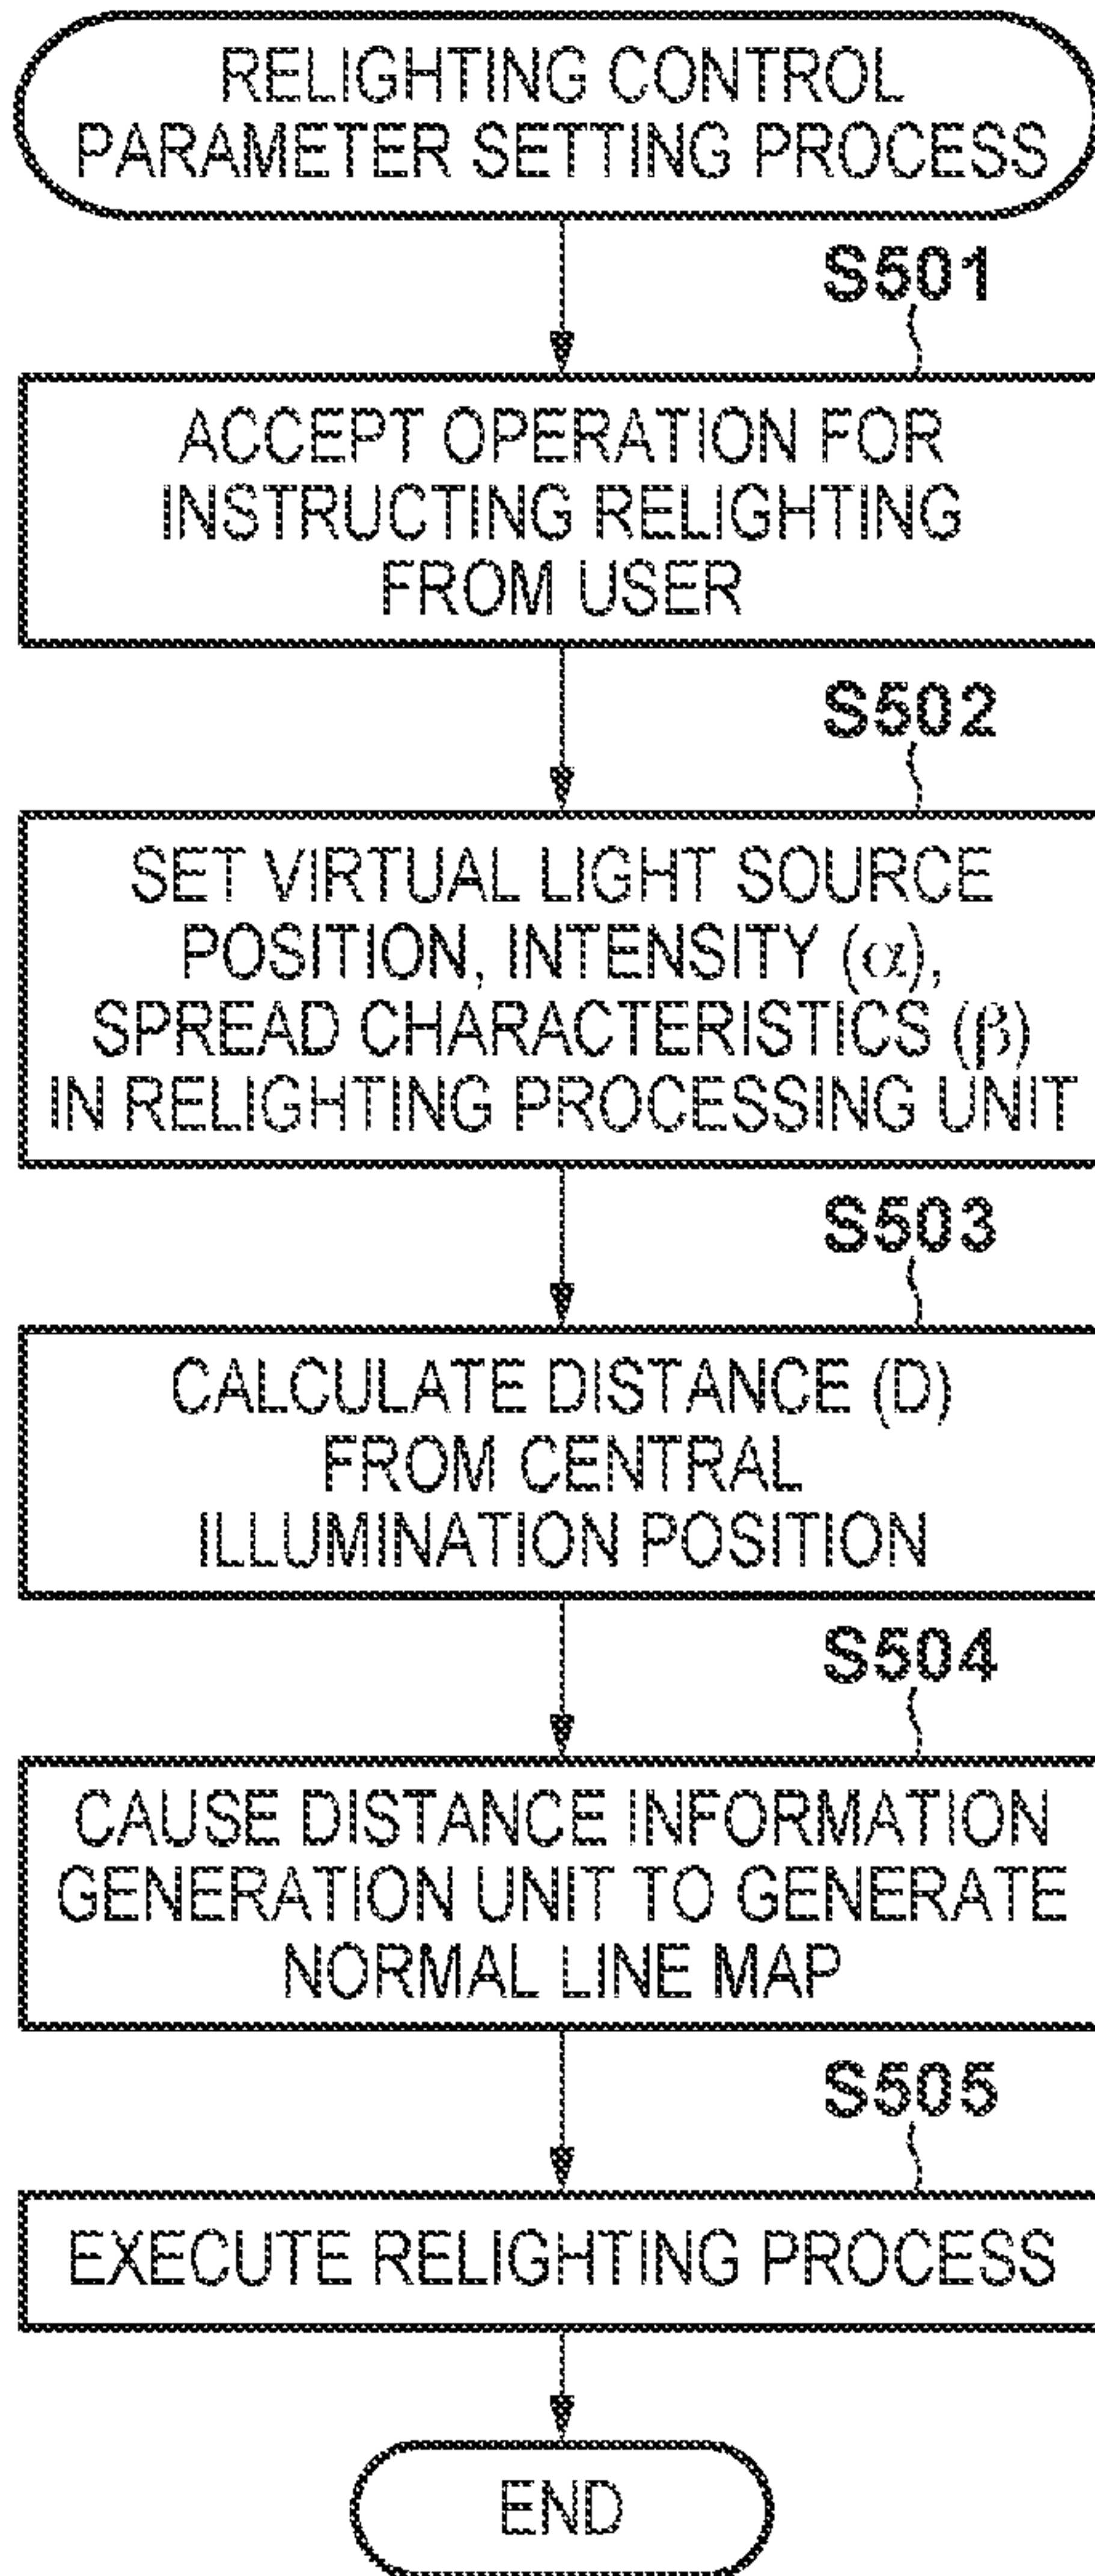 RELIGHTING CONTROL
PARAMETER SETTING PROCESS
S501
ACCEPT OPERATION FOR
INSTRUCTING RELIGHTING
FROM USER
S502
SET VIRTUAL LIGHT SOURCE
POSITION, INTENSITY (α),
SPREAD CHARACTERISTICS (β)
IN RELIGHTING PROCESSING UNIT
S503
CALCULATE DISTANCE (D)
FROM CENTRAL
ILLUMINATION POSITION
S504
CAUSE DISTANCE INFORMATION
GENERATION UNIT TO GENERATE
NORMAL LINE MAP
S505
EXECUTE RELIGHTING PROCESS
END